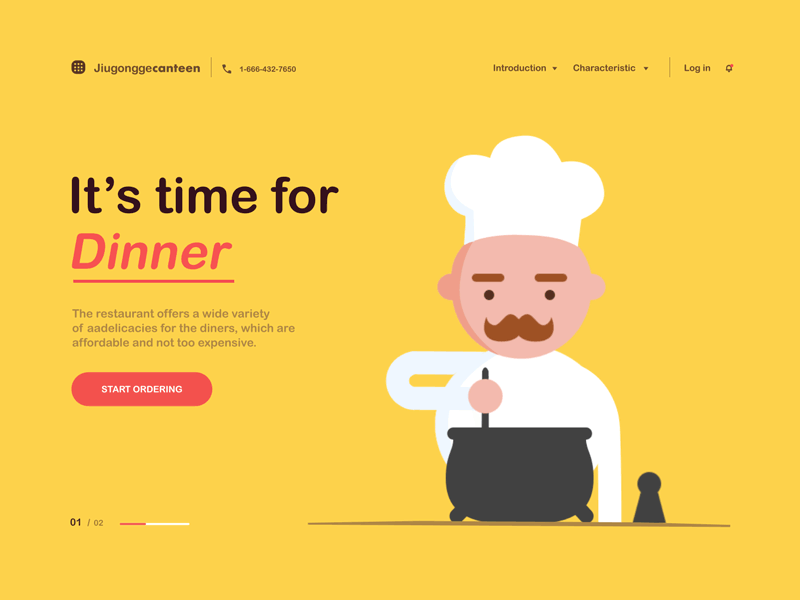 Jiugonggecanteen
1-666-432-7650
Introduction
Characteristic
Log in
It's time for
Dinner
The restaurant offers a wide variety
of aadelicacies for the diners, which are
affordable and not too expensive.
START ORDERING
01 / 02